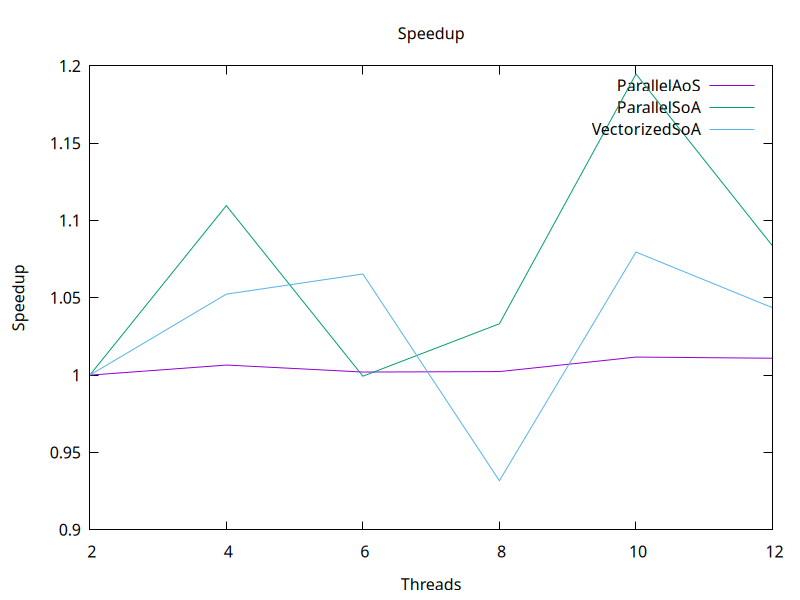 Speedup
1.2
1.15
1.1
1.05
1
0.95
0.9
Speedup
ParallelAoS
ParallelSoA
VectorizedSoA
2
4
6
8
10
12
Threads